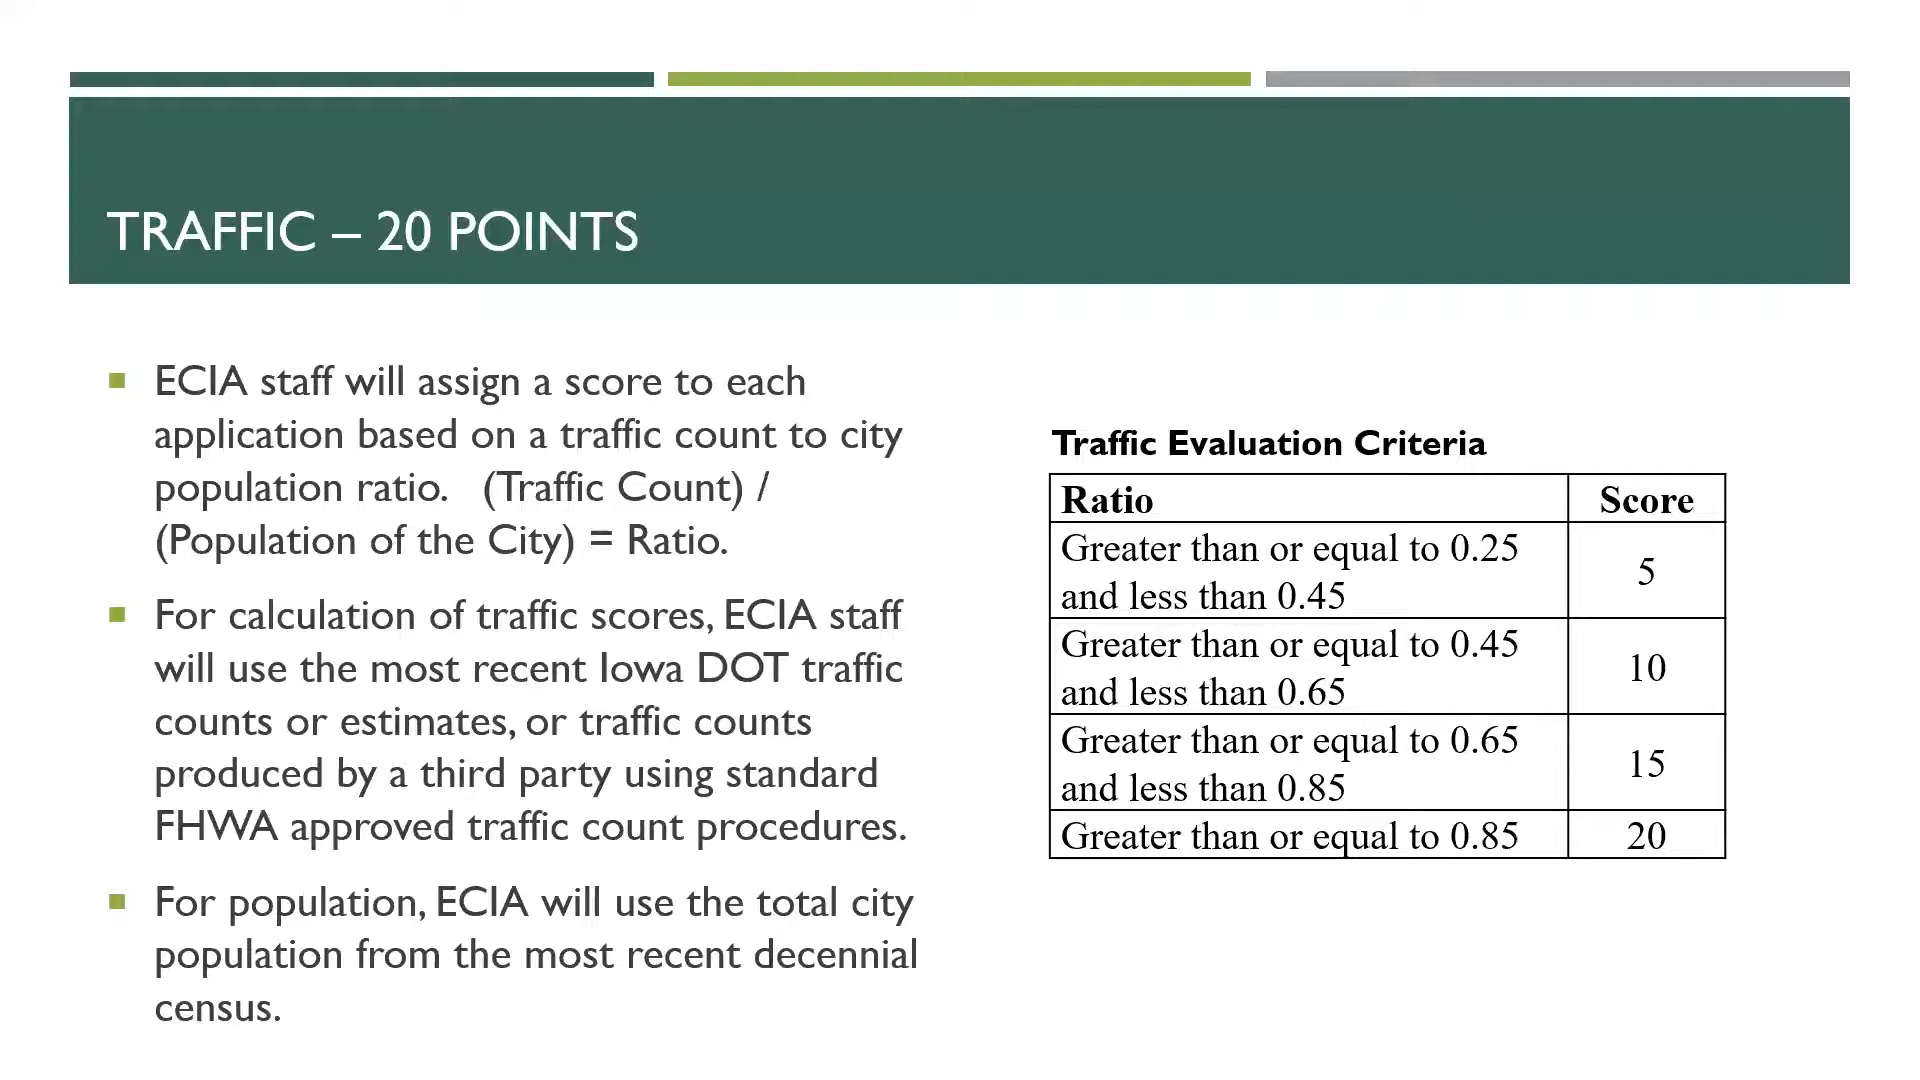 TRAFFIC – 20 POINTS
ECIA staff will assign a score to each
application based on a traffic count to city
population ratio. (Traffic Count) /
(Population of the City) = Ratio.
For calculation of traffic scores, ECIA staff
will use the most recent Iowa DOT traffic
counts or estimates, or traffic counts
produced by a third party using standard
FHWA approved traffic count procedures.
For population, ECIA will use the total city
population from the most recent decennial
census.
Traffic Evaluation Criteria
Ratio Score
Greater than or equal to 0.25
and less than 0.45
5
Greater than or equal to 0.45
and less than 0.65
10
Greater than or equal to 0.65
and less than 0.85
15
Greater than or equal to 0.85 20